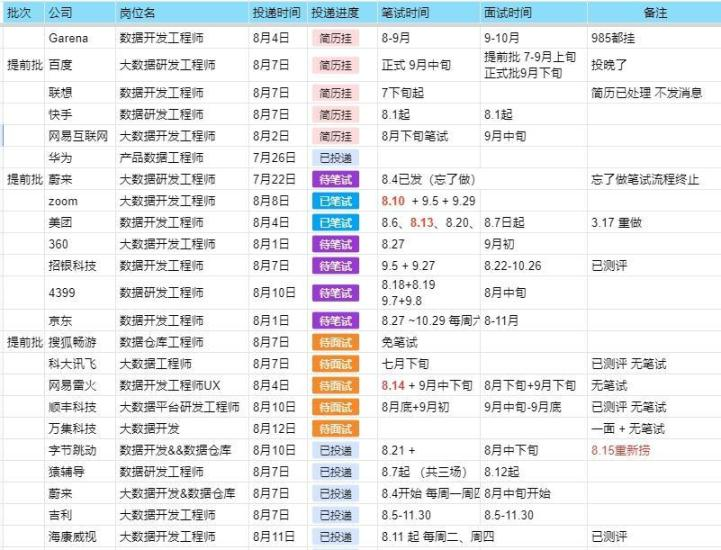 批次 公司 岗位名 投递时间 投递进度 笔试时间 面试时间 备注
Garena 数据开发工程师 8月4日 简历挂 8-9月 9-10月 985都挂
提前批 百度 大数据研发工程师 8月7日 简历挂 正式 9月中旬 提前批 7-9月上旬 投晚了
正式批9月下旬
联想 数据开发工程师 8月7日 简历挂 7下旬起 简历已处理 不发消息
快手 数据研发工程师 8月7日 简历挂 8.1起 8.1起
网易互联网 大数据开发工程师 8月2日 简历挂 8月下旬笔试 9月中旬
华为 产品数据工程师 7月26日 已投递
提前批 蔚来 大数据研发工程师 7月22日 待笔试 8.4已发（忘了做） 忘了做笔试流程终止
zoom 大数据开发工程师 8月8日 已笔试 8.10 + 9.5 + 9.29
美团 数据开发工程师 8月7日 已笔试 8.6、8.13、8.20、 8.7日起 3.17 重做
360 大数据开发工程师 8月1日 待笔试 8.27 9月初
招银科技 数据开发工程师 8月7日 待笔试 9.5 + 9.27 8.22-10.26 已测评
4399 数据研发工程师 8月10日 待笔试 8.18+8.19 8月中旬
9.7+9.8
京东 数据开发工程师 8月1日 待笔试 8.27 ~10.29 每周六 8-11月
提前批 搜狐畅游 数据仓库工程师 8月7日 待面试 免笔试
科大讯飞 大数据工程师 8月7日 待面试 七月下旬 已测评 无笔试
网易雷火 数据开发工程师UX 8月4日 待面试 8.14 + 9月中下旬 8月下旬+9月下旬 无笔试
顺丰科技 大数据平台研发工程师 8月10日 待面试 8月底+9月初 9月中旬-9月底 已测评 无笔试
万集科技 大数据开发 8月12日 待面试 一面 + 无笔试
字节跳动 数据开发&&数据仓库 8月10日 已投递 8.21 + 8月中下旬 8.15重新捞
猿辅导 数据研发工程师 8月7日 已投递 8.7起 （共三场） 8.12起
蔚来 大数据开发&数据仓库 8月7日 已投递 8.4开始 每周一周四 8月中旬开始
吉利 大数据开发工程师 8月7日 已投递 8.5-11.30 8.5-11.30
海康威视 大数据开发工程师 8月11日 已投递 8.11 起 每周二、周四 已测评